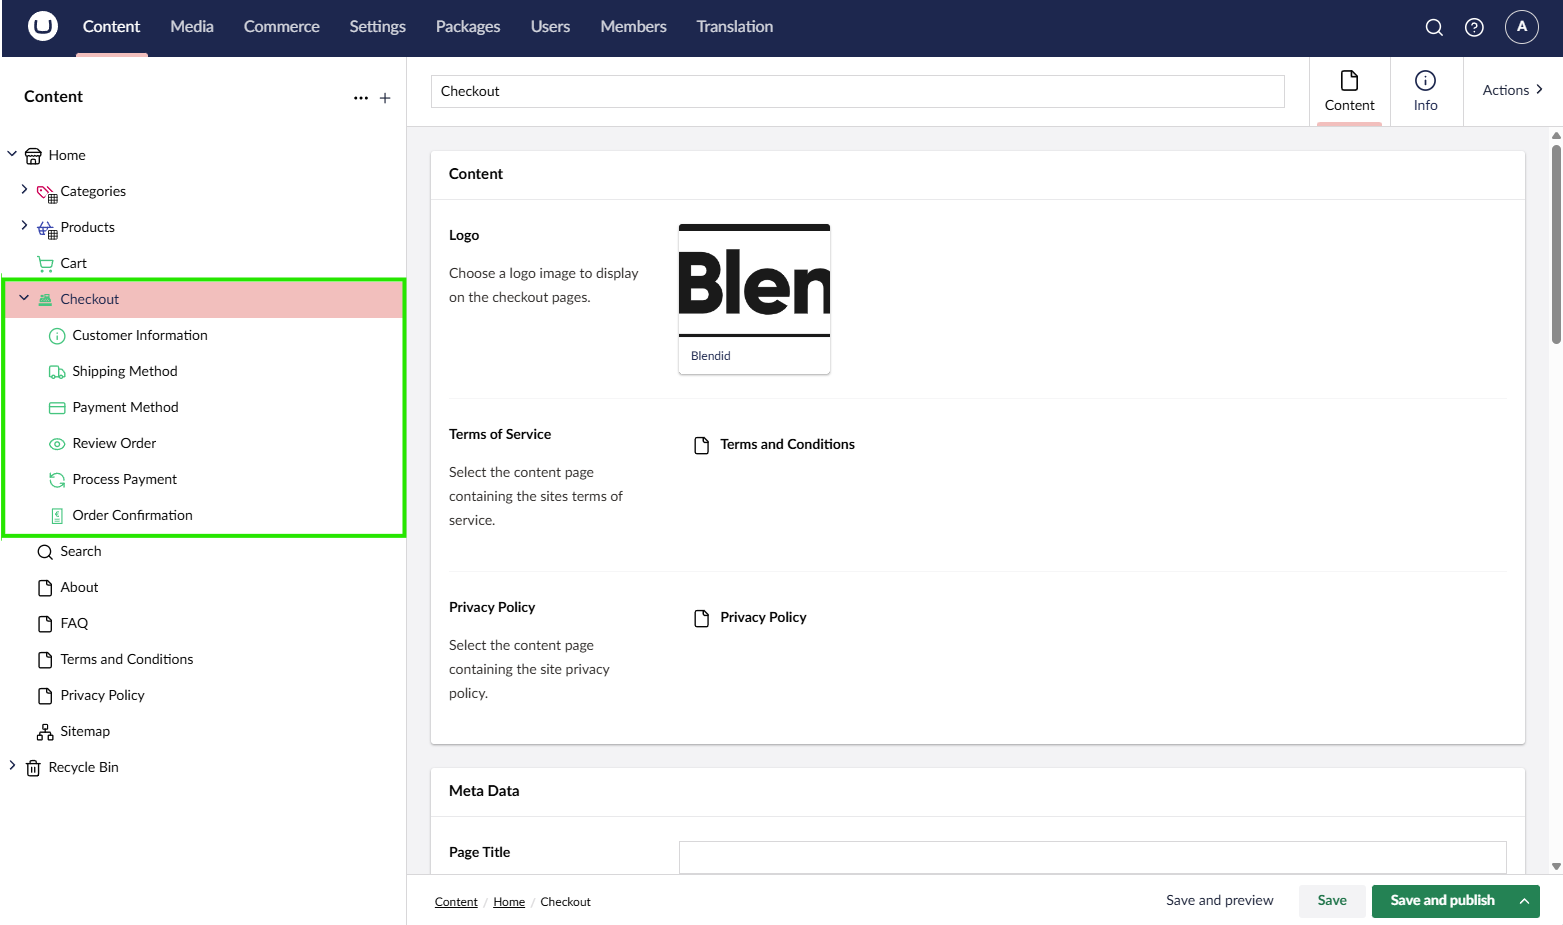 Content Media Commerce Settings Packages Users Members Translation A
Content
Home
Categories
Products
Cart
Checkout
Customer Information
Shipping Method
Payment Method
Review Order
Process Payment
Order Confirmation
Search
About
FAQ
Terms and Conditions
Privacy Policy
Sitemap
Recycle Bin
Checkout
Content
Info
Actions
Content
Logo
Choose a logo image to display
on the checkout pages.
Blen
Blendid
Terms of Service
Select the content page
containing the sites terms of
service.
Terms and Conditions
Privacy Policy
Select the content page
containing the site privacy
policy.
Privacy Policy
Meta Data
Page Title
Content / Home / Checkout
Save and preview
Save
Save and publish